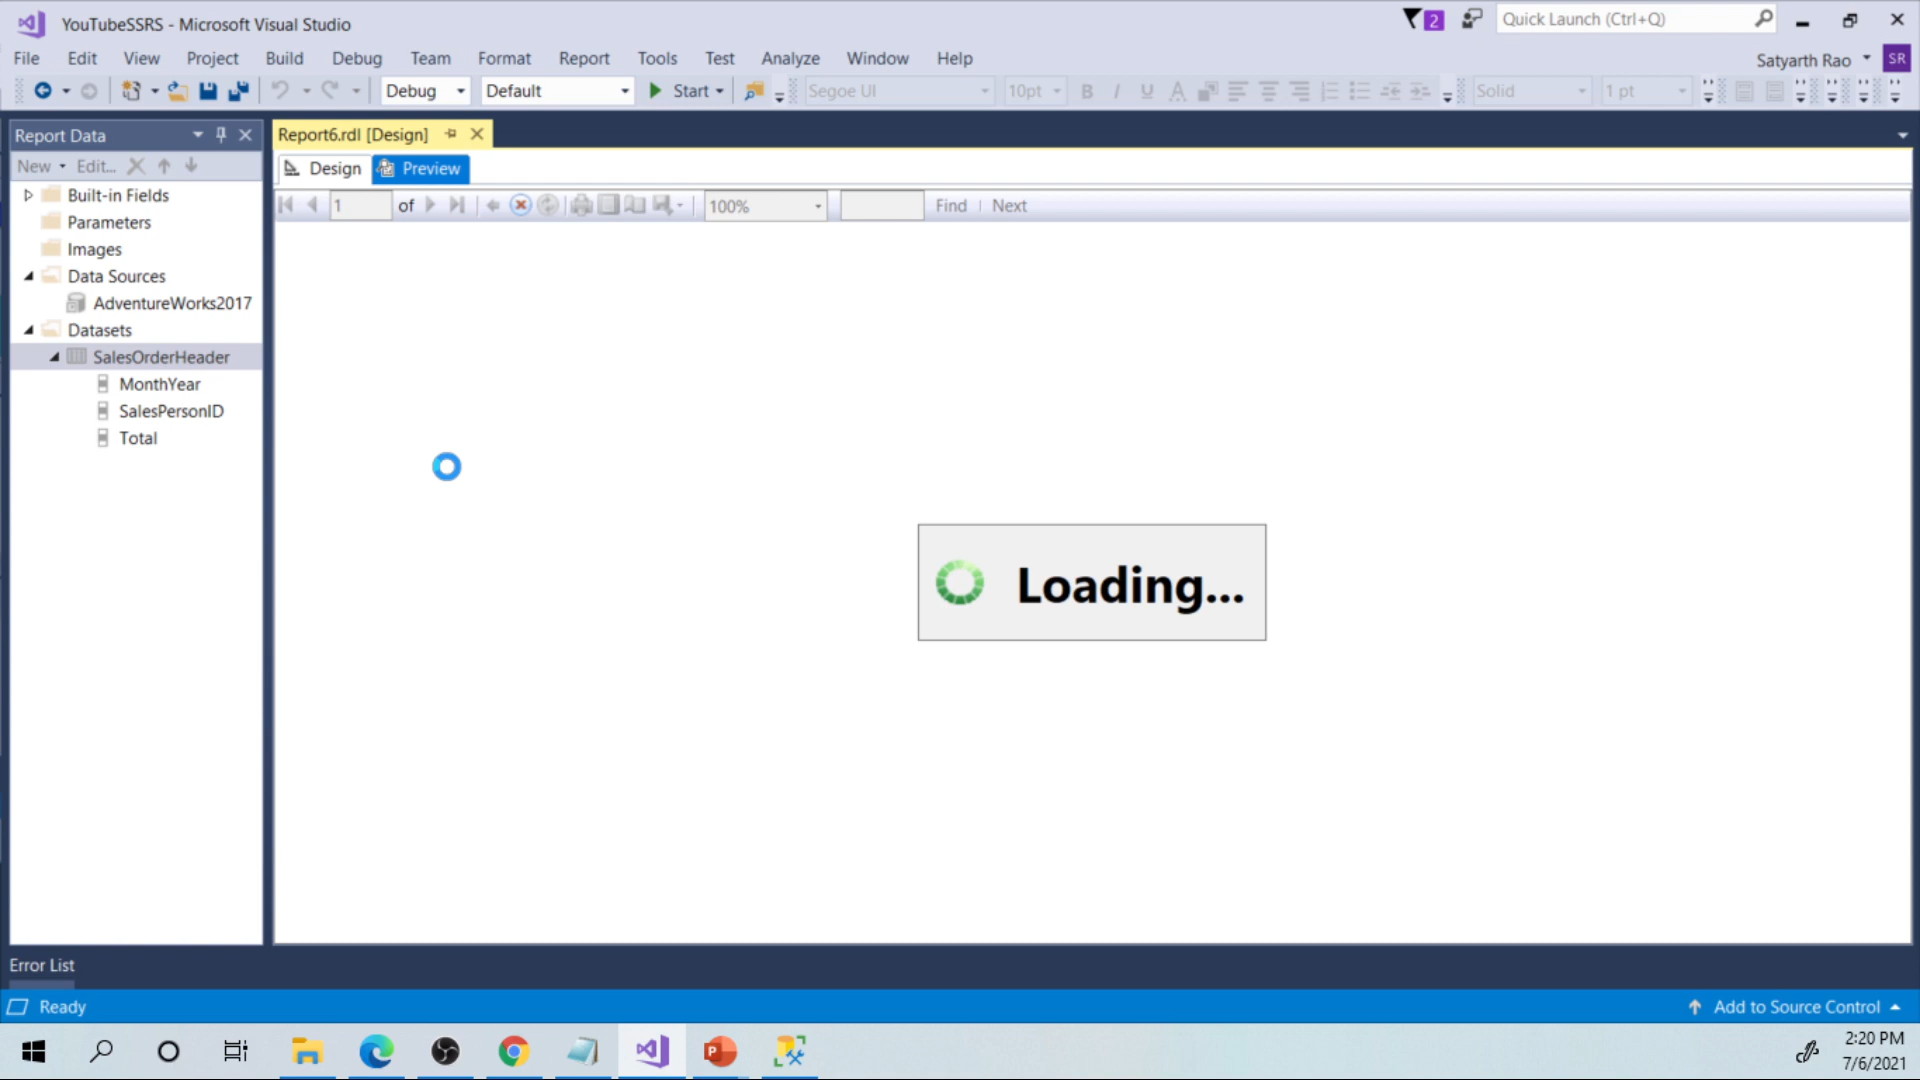 YouTubeSSRS - Microsoft Visual Studio
2
Quick Launch (Ctrl+Q)
File Edit View Project Build Debug Team Format Report Tools Test Analyze Window Help
Satyarth Rao SR
Debug Default Start Segoe UI 10pt B I U A Solid 1 pt
Report Data
Report6.rdl [Design]
New Edit...
Design Preview
1 of 100% Find Next
Built-in Fields
Parameters
Images
Data Sources
AdventureWorks2017
Datasets
SalesOrderHeader
MonthYear
SalesPersonID
Total
Loading...
Error List
Ready
Add to Source Control
2:20 PM
7/6/2021